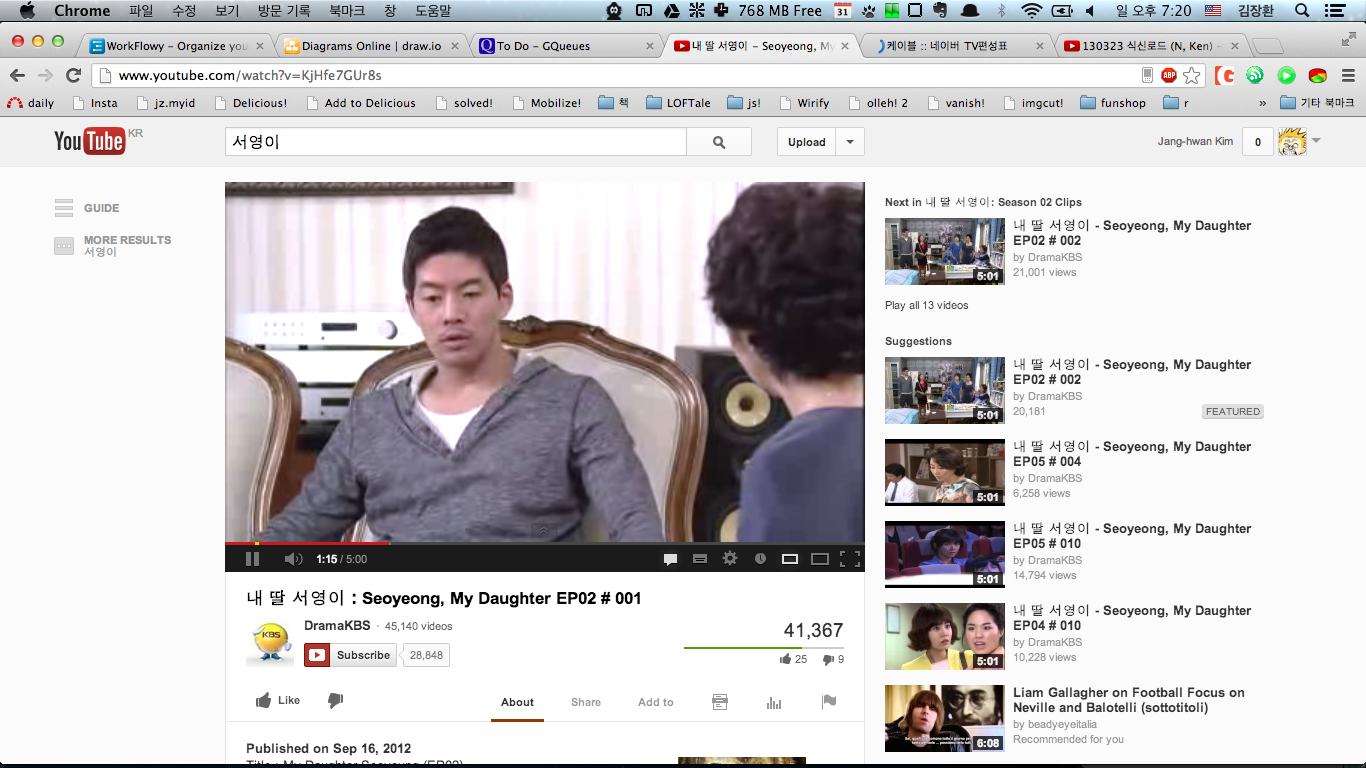 Chrome 파일 수정 보기 방문 기록 북마크 창 도움말 768 MB Free 31 일 오후 7:20 김장환
WorkFlowy – Organize you
Diagrams Online | draw.io
To Do – GQueues
내 딸 서영이 – Seoyeong, My
케이블 :: 네이버 TV편성표
130323 식신로드 (N, Ken) –
www.youtube.com/watch?v=KjHfe7GUr8s
ABP
daily Insta jz.myid Delicious! Add to Delicious solved! Mobilize! 책 LOFTale js! Wirify olleh! 2 vanish! imgcut! funshop r » 기타 북마크
YouTube KR
서영이
Upload
Jang-hwan Kim 0
GUIDE
MORE RESULTS
서영이
1:15 / 5:00
내 딸 서영이 : Seoyeong, My Daughter EP02 # 001
KBS
DramaKBS · 45,140 videos
Subscribe 28,848
41,367
25 9
Like
About Share Add to
Published on Sep 16, 2012
Title : My Daughter Seoyoung (EP02)
Next in 내 딸 서영이: Season 02 Clips
내 딸 서영이 - Seoyeong, My Daughter
EP02 # 002
by DramaKBS
21,001 views
5:01
Play all 13 videos
Suggestions
내 딸 서영이 - Seoyeong, My Daughter
EP02 # 002
by DramaKBS
20,181
FEATURED
5:01
내 딸 서영이 - Seoyeong, My Daughter
EP05 # 004
by DramaKBS
6,258 views
5:01
내 딸 서영이 - Seoyeong, My Daughter
EP05 # 010
by DramaKBS
14,794 views
5:01
내 딸 서영이 - Seoyeong, My Daughter
EP04 # 010
by DramaKBS
10,228 views
5:01
Liam Gallagher on Football Focus on
Neville and Balotelli (sottotitoli)
by beadyeyeitalia
Recommended for you
6:08